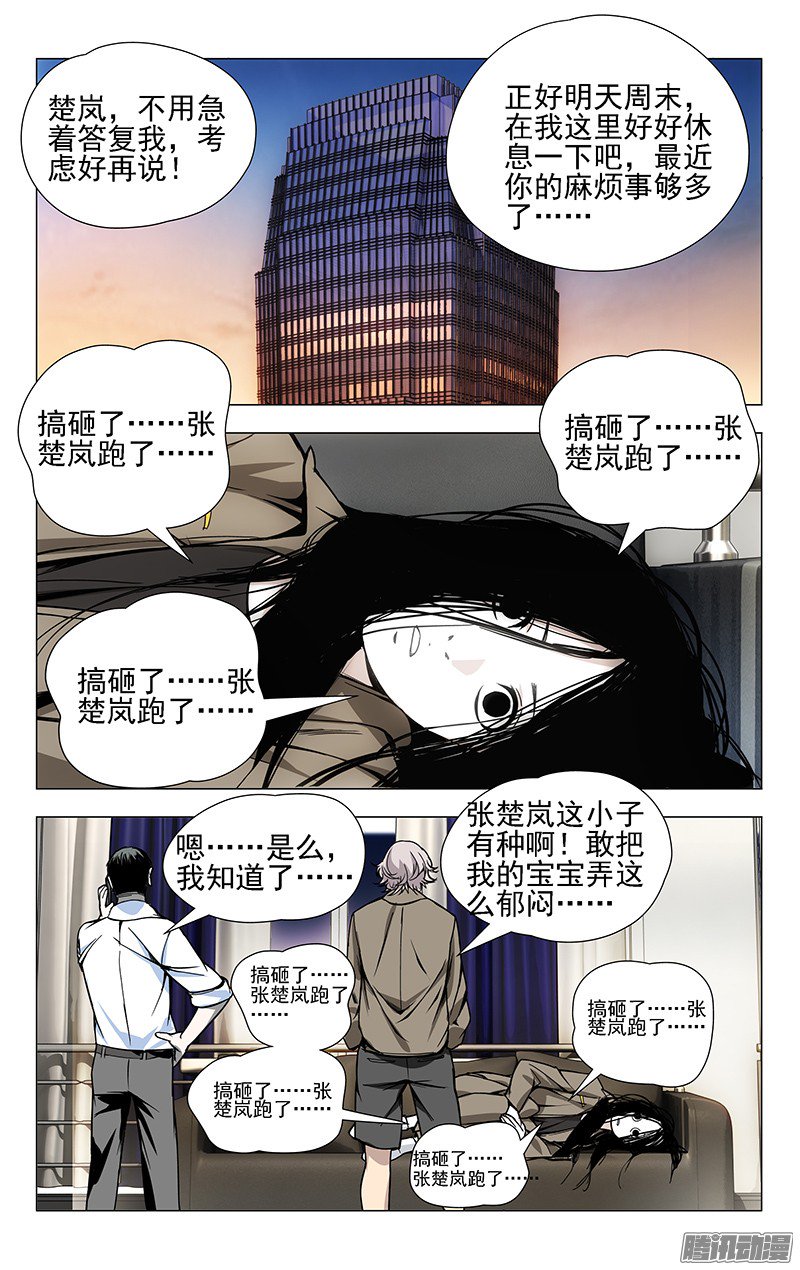 楚岚，不用急
着答复我，考
虑好再说！
正好明天周末，
在我这里好好休
息一下吧，最近
你的麻烦事够多
了……
搞砸了……张
楚岚跑了……
搞砸了……张
楚岚跑了……
搞砸了……张
楚岚跑了……
嗯……是么，
我知道了……
张楚岚这小子
有种啊！敢把
我的宝宝弄这
么郁闷……
搞砸了……
张楚岚跑了
……
搞砸了……张
楚岚跑了……
搞砸了……张
楚岚跑了……
搞砸了……
张楚岚跑了……
腾讯动漫